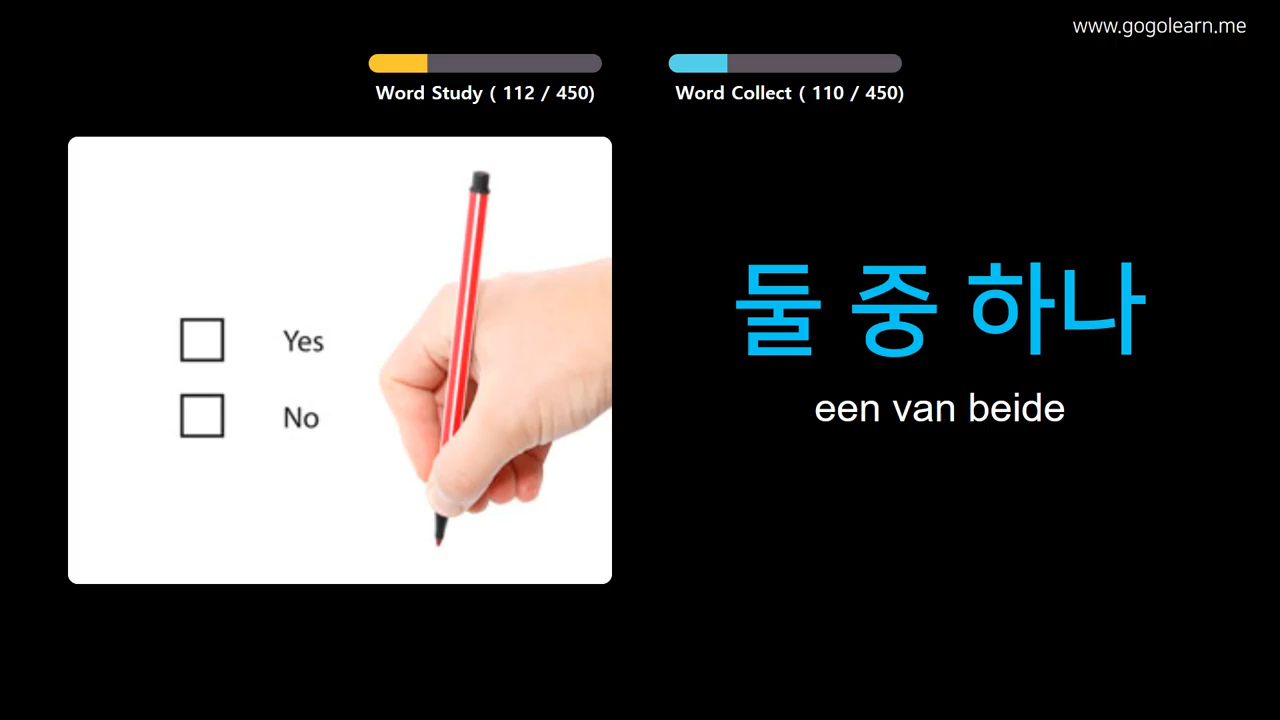 www.gogolearn.me
Word Study ( 112 / 450)
Word Collect ( 110 / 450)
Yes
No
둘 중 하나
een van beide